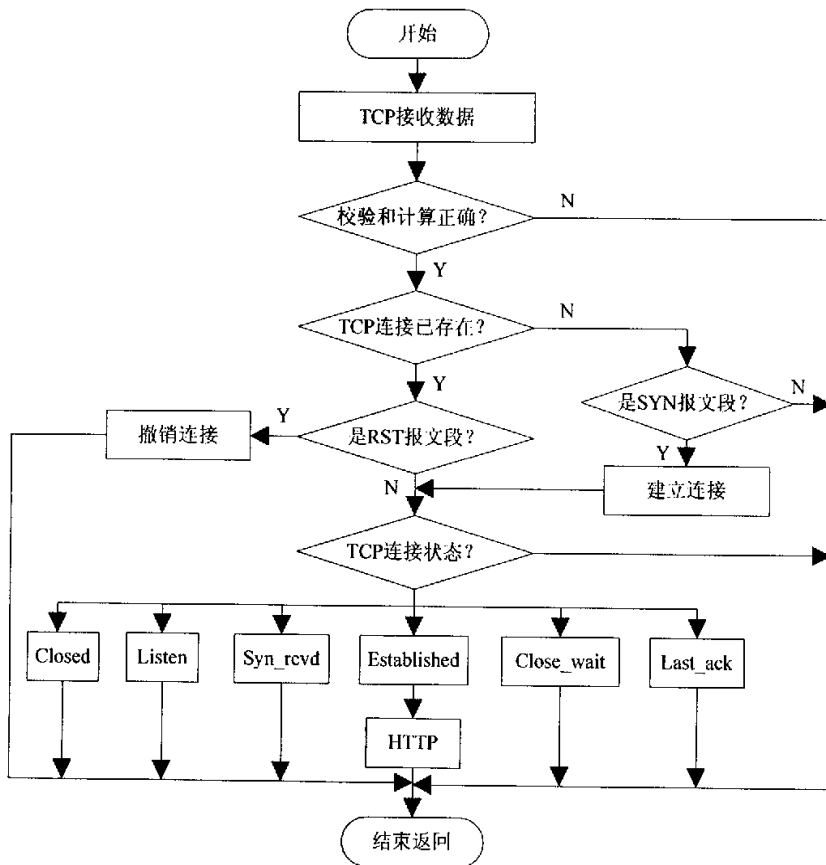 开始
TCP接收数据
校验和计算正确?
N
Y
TCP连接已存在?
N
Y
是SYN报文段?
N
撤销连接
Y
是RST报文段?
Y
N
建立连接
TCP连接状态?
Closed
Listen
Syn_rcvd
Established
Close_wait
Last_ack
HTTP
结束返回